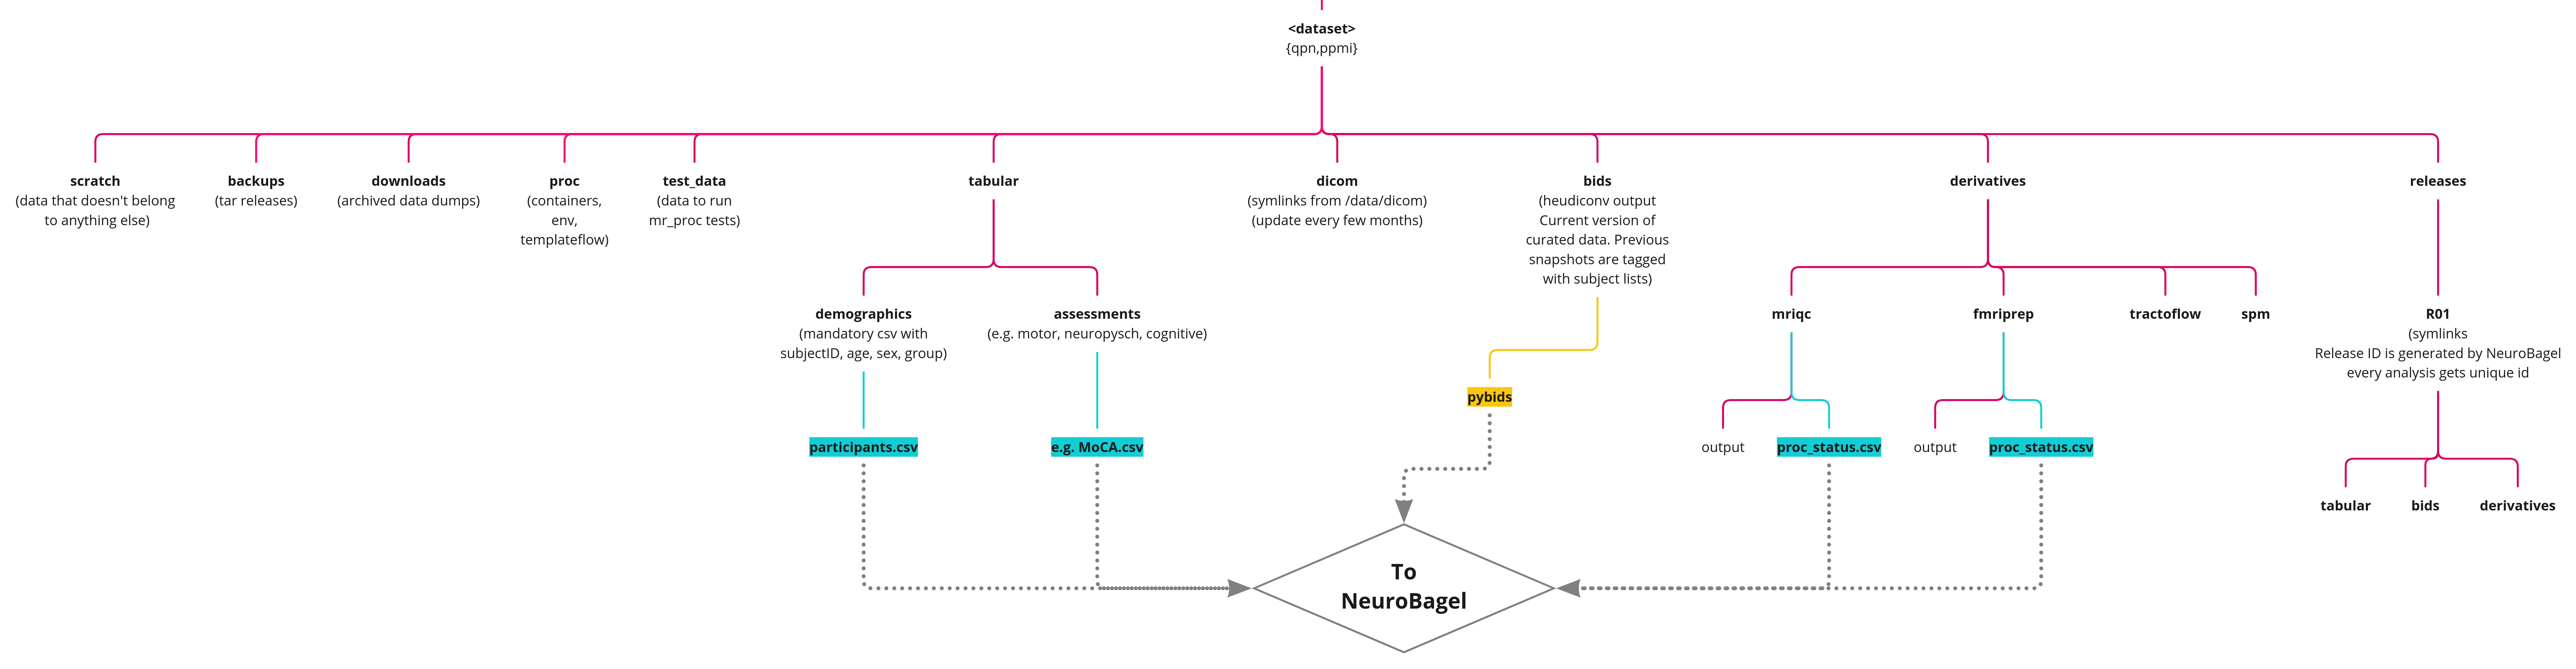 <dataset>
{qpn,ppmi}
scratch
(data that doesn't belong
to anything else)
backups
(tar releases)
downloads
(archived data dumps)
proc
(containers,
env,
templateflow)
test_data
(data to run
mr_proc tests)
tabular
dicom
(symlinks from /data/dicom)
(update every few months)
bids
(heudiconv output
Current version of
curated data. Previous
snapshots are tagged
with subject lists)
derivatives
releases
demographics
(mandatory csv with
subjectID, age, sex, group)
assessments
(e.g. motor, neuropysch, cognitive)
mriqc
fmriprep
tractoflow
spm
R01
(symlinks
Release ID is generated by NeuroBagel
every analysis gets unique id
pybids
participants.csv
e.g. MoCA.csv
output
proc_status.csv
output
proc_status.csv
tabular
bids
derivatives
To
NeuroBagel